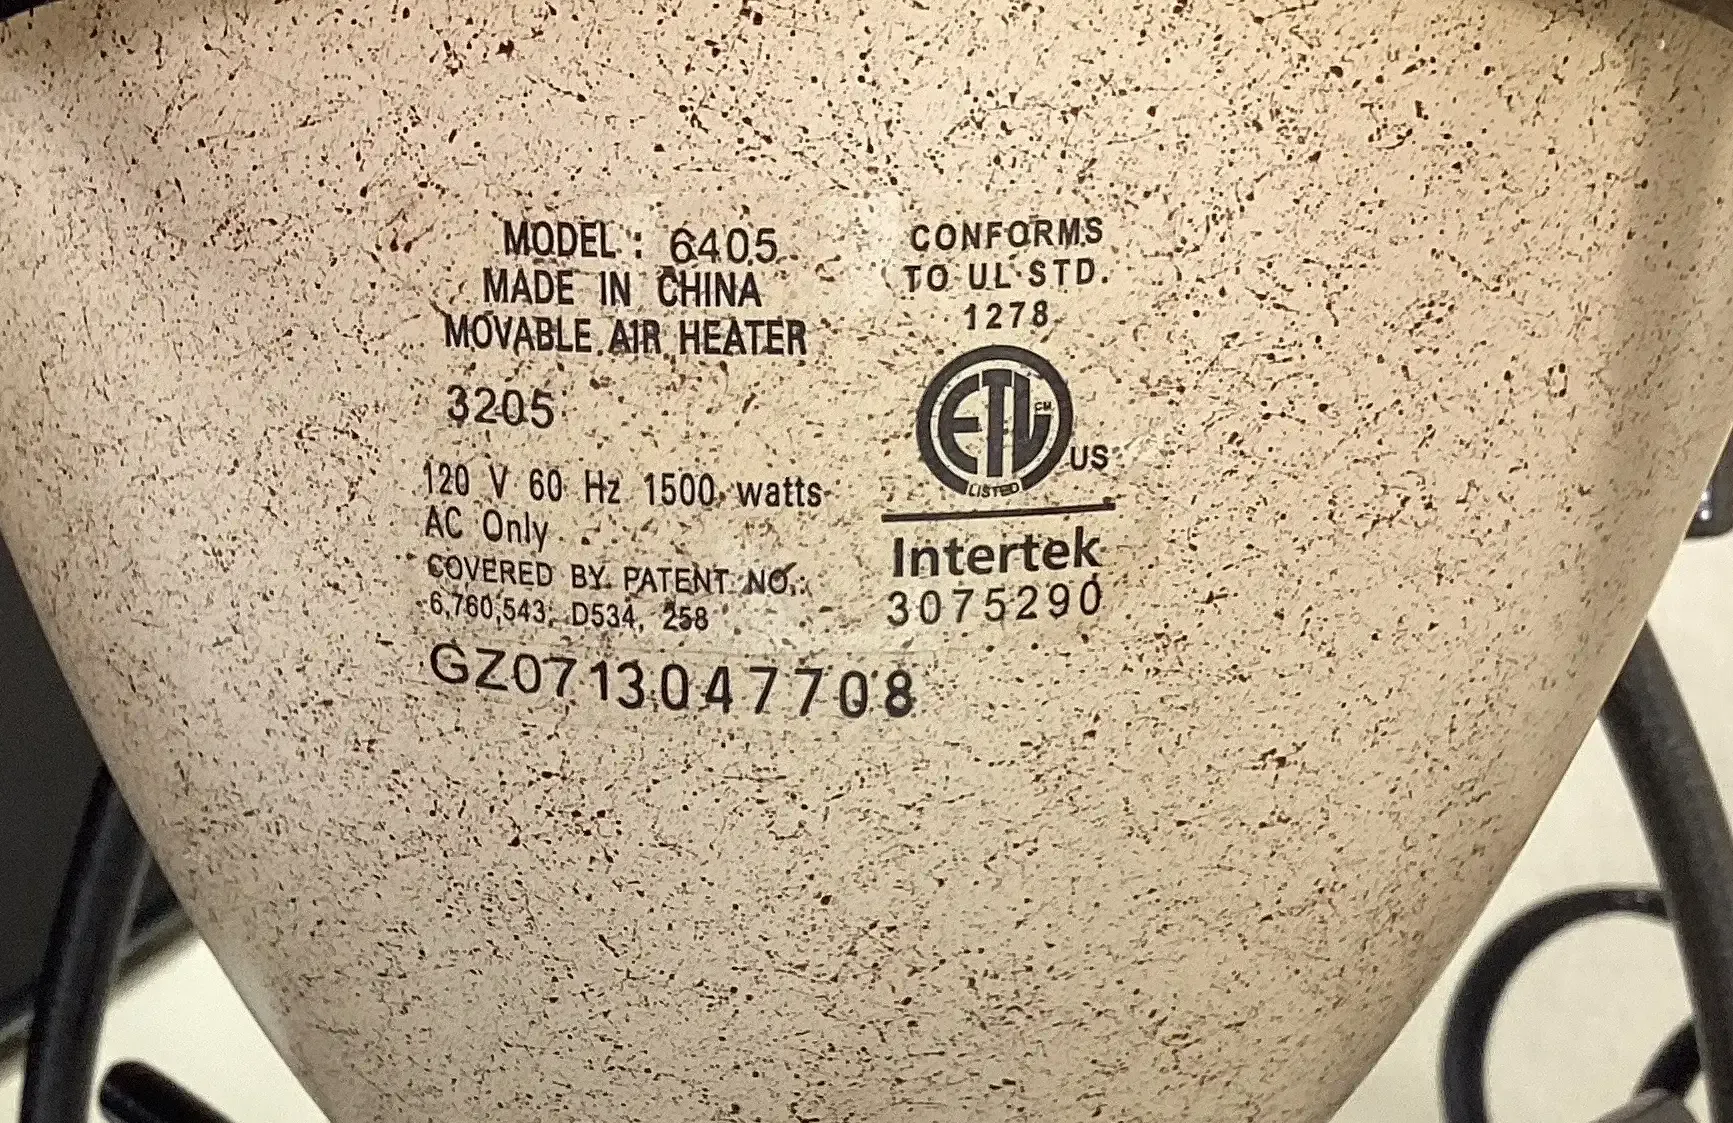 MODEL : 6405
MADE IN CHINA
MOVABLE AIR HEATER
3205
120 V 60 Hz 1500 watts
AC Only
COVERED BY PATENT NO.:
6,760,543; D534, 258
GZ0713047708
CONFORMS
TO UL STD.
1278
ETL
CM
US
LISTED
Intertek
3075290